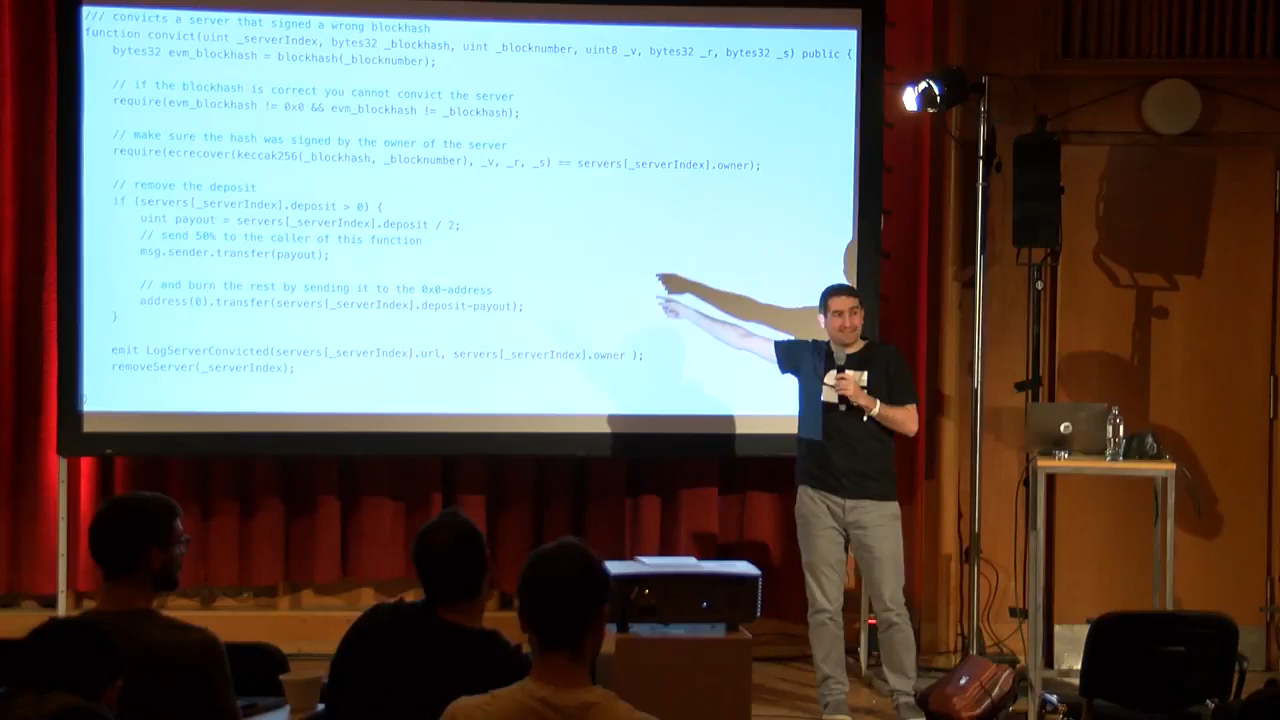 /// convicts a server that signed a wrong blockhash
function convict(uint _serverIndex, bytes32 _blockhash, uint _blocknumber, uint8 _v, bytes32 _r, bytes32 _s) public {
bytes32 evm_blockhash = blockhash(_blocknumber);
// if the blockhash is correct you cannot convict the server
require(evm_blockhash != 0x0 && evm_blockhash != _blockhash);
// make sure the hash was signed by the owner of the server
require(ecrecover(keccak256(_blockhash, _blocknumber), _v, _r, _s) == servers[_serverIndex].owner);
// remove the deposit
if (servers[_serverIndex].deposit > 0) {
uint payout = servers[_serverIndex].deposit / 2;
// send 50% to the caller of this function
msg.sender.transfer(payout);
// and burn the rest by sending it to the 0x0-address
address(0).transfer(servers[_serverIndex].deposit-payout);
}
emit LogServerConvicted(servers[_serverIndex].url, servers[_serverIndex].owner );
removeServer(_serverIndex);
}